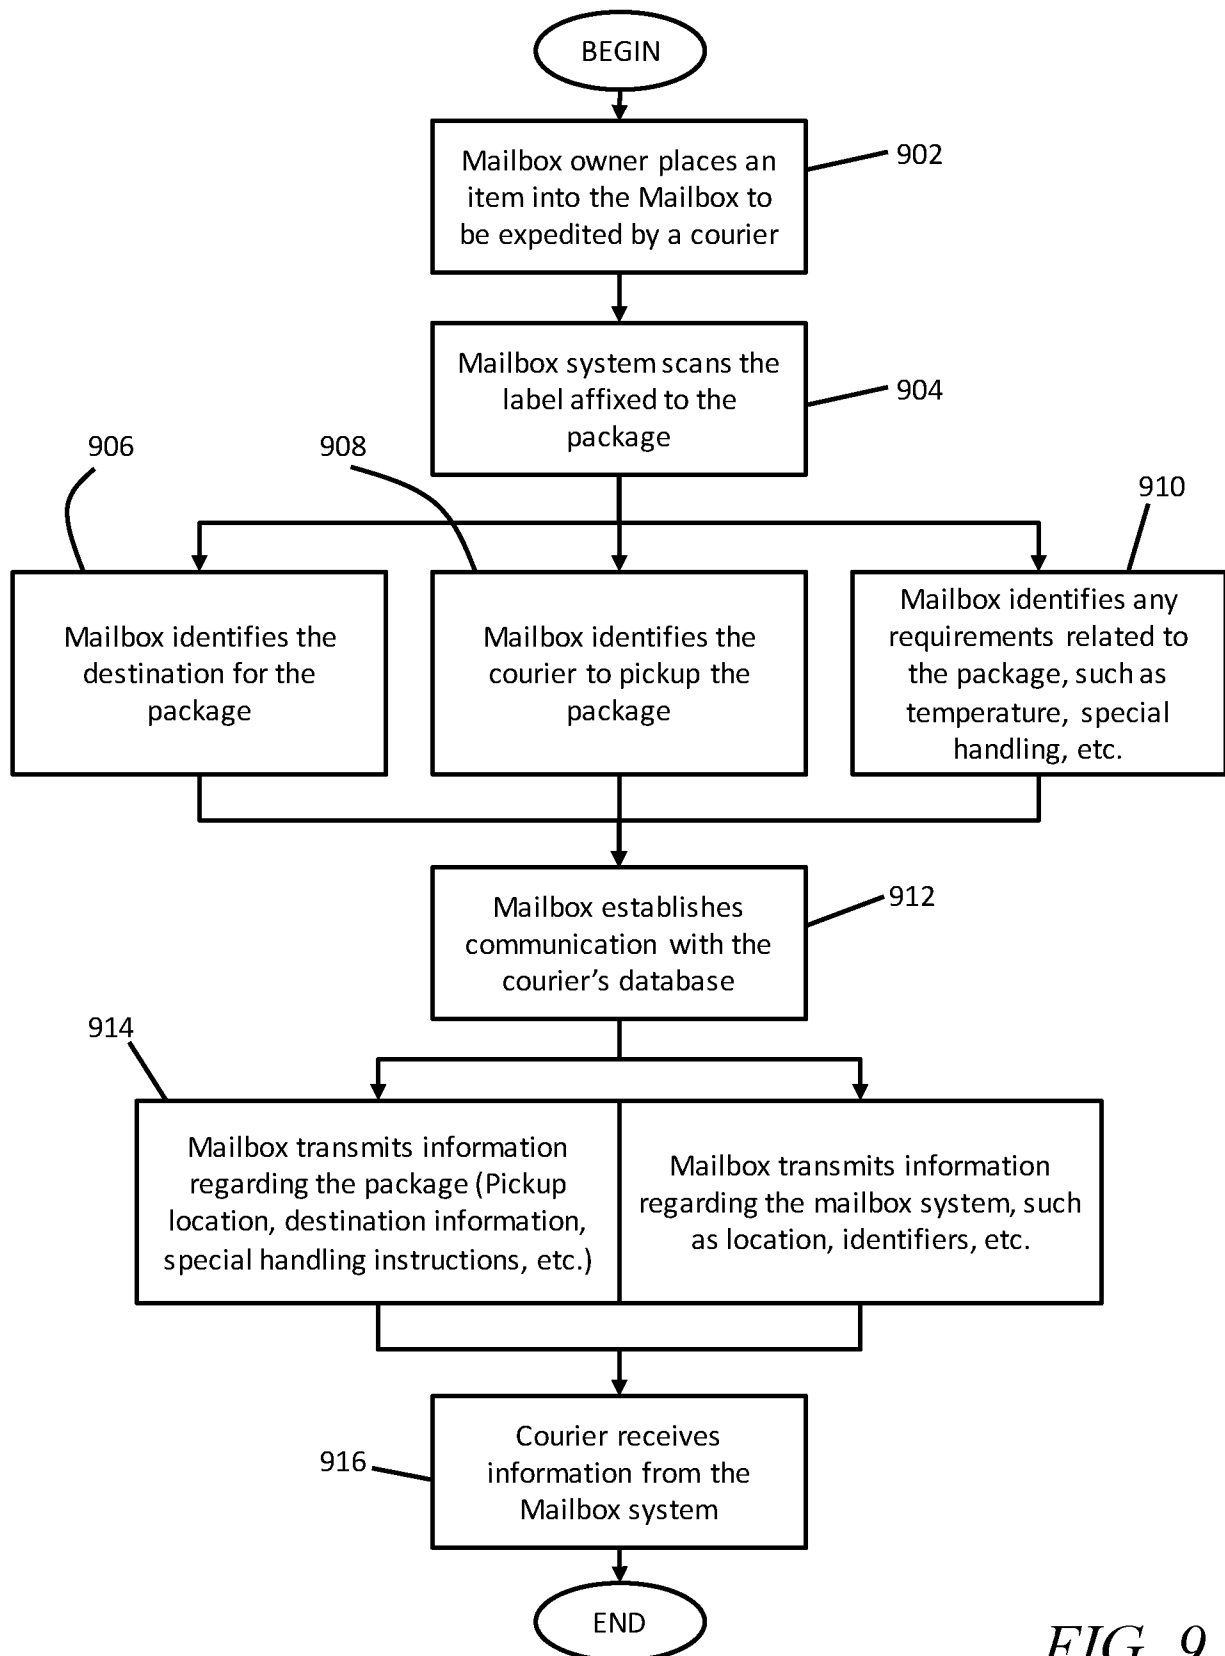 BEGIN
Mailbox owner places an
item into the Mailbox to
be expedited by a courier
902
Mailbox system scans the
label affixed to the
package
904
906
908
910
Mailbox identifies the
destination for the
package
Mailbox identifies the
courier to pickup the
package
Mailbox identifies any
requirements related to
the package, such as
temperature, special
handling, etc.
Mailbox establishes
communication with the
courier's database
912
914
Mailbox transmits information
regarding the package (Pickup
location, destination information,
special handling instructions, etc.)
Mailbox transmits information
regarding the mailbox system, such
as location, identifiers, etc.
916
Courier receives
information from the
Mailbox system
END
FIG. 9